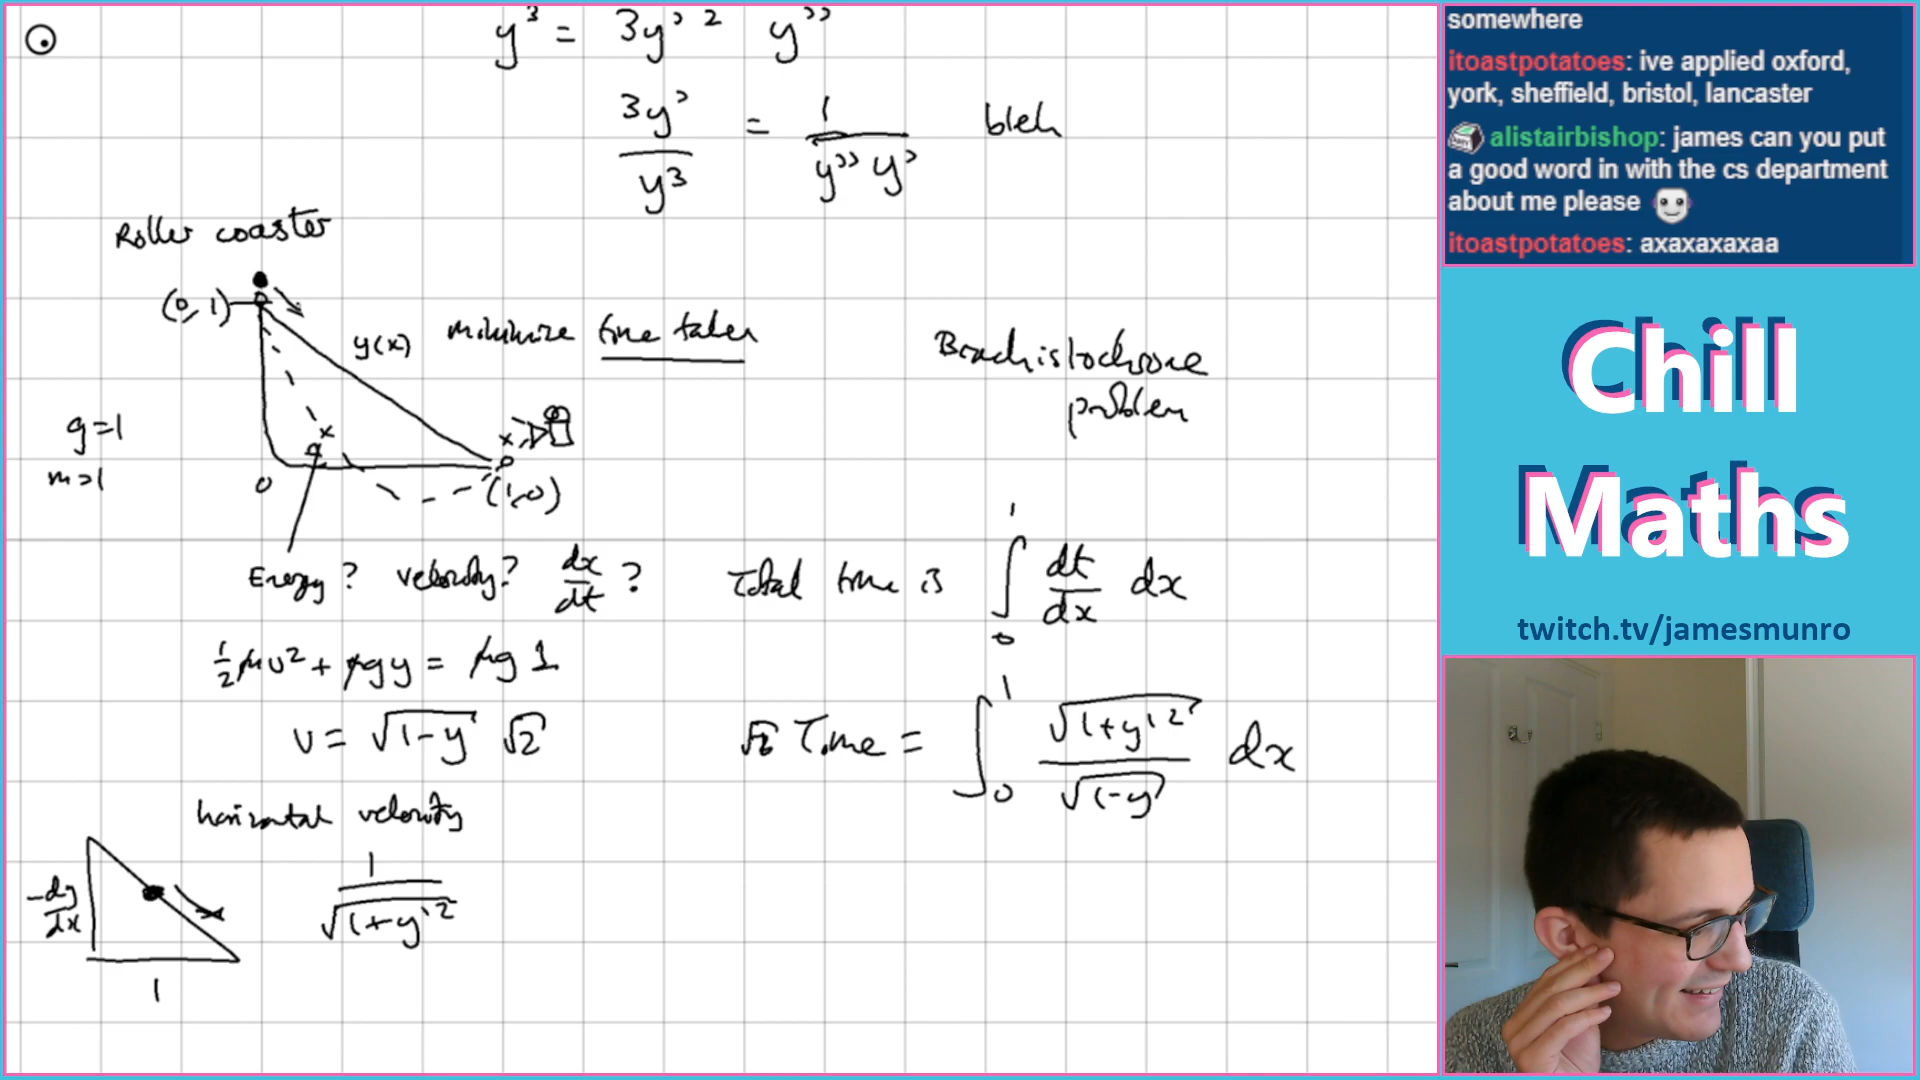 y³ = 3y'² y''
3y'/y³ = 1/(y'' y') bleh
Roller coaster
(0, 1)
y(x) minimize time taken
Brachistochrone
problem
g=1
m=1
0
(1,0)
Energy? velocity? dx/dt ? Total time is ∫₀¹ dt/dx dx
½mv² + mgy = mg1
v = √(1-y) √2
√2 Time = ∫₀¹ √(1+y'²)/√(1-y) dx
horizontal velocity
-dy/dx
1
1/√(1+y'²)
somewhere
itoastpotatoes: ive applied oxford,
york, sheffield, bristol, lancaster
alistairbishop: james can you put
a good word in with the cs department
about me please
itoastpotatoes: axaxaxaxaa
Chill
Maths
twitch.tv/jamesmunro